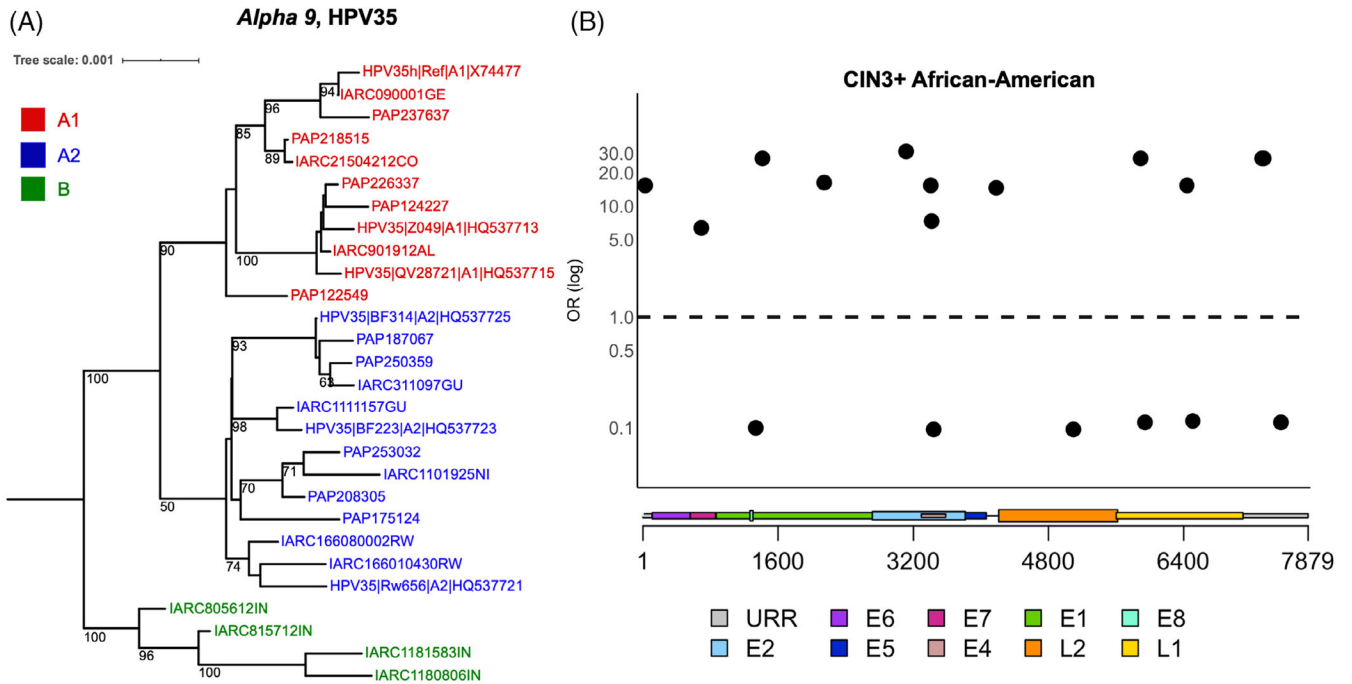 (A)
Alpha 9, HPV35
Tree scale: 0.001
A1
A2
B
HPV35h|Ref|A1|X74477
94
IARC090001GE
96
PAP237637
85
PAP218515
89
IARC21504212CO
PAP226337
PAP124227
HPV35|Z049|A1|HQ537713
90
IARC901912AL
100
HPV35|QV28721|A1|HQ537715
PAP122549
HPV35|BF314|A2|HQ537725
93
PAP187067
PAP250359
100
63
IARC311097GU
IARC1111157GU
98
HPV35|BF223|A2|HQ537723
PAP253032
71
IARC1101925NI
70
PAP208305
50
PAP175124
IARC166080002RW
74
IARC166010430RW
HPV35|Rw656|A2|HQ537721
IARC805612IN
100
IARC815712IN
96
IARC1181583IN
100
IARC1180806IN
(B)
CIN3+ African-American
OR (log)
30.0
20.0
10.0
5.0
1.0
0.5
0.1
1 1600 3200 4800 6400 7879
URR E6 E7 E1 E8
E2 E5 E4 L2 L1